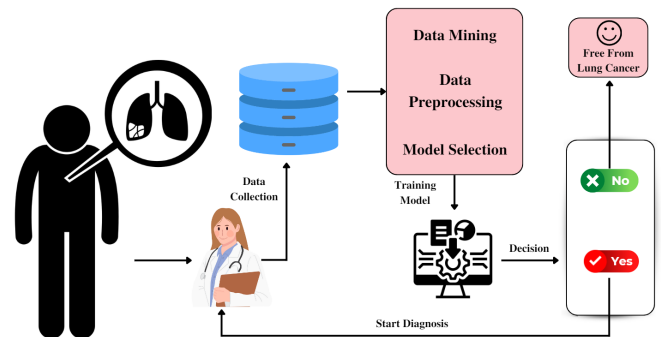 Data Mining
Data
Preprocessing
Model Selection
Free From
Lung Cancer
Data
Collection
Training
Model
No
Decision
Yes
Start Diagnosis